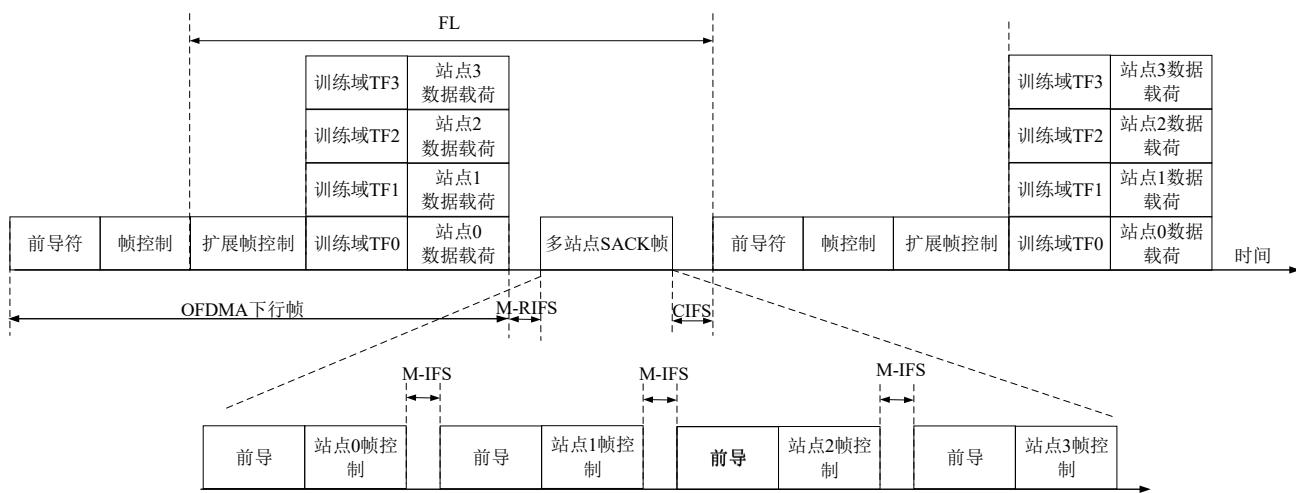 FL
训练域TF3
站点3
数据载荷
训练域TF3
站点3数据
载荷
训练域TF2
站点2
数据载荷
训练域TF2
站点2数据
载荷
训练域TF1
站点1
数据载荷
训练域TF1
站点1数据
载荷
前导符
帧控制
扩展帧控制
训练域TF0
站点0
数据载荷
多站点SACK帧
前导符
帧控制
扩展帧控制
训练域TF0
站点0数据
载荷
时间
OFDMA下行帧
M-RIFS
CIFS
M-IFS
M-IFS
M-IFS
前导
站点0帧控
制
前导
站点1帧控
制
前导
站点2帧控
制
前导
站点3帧控
制